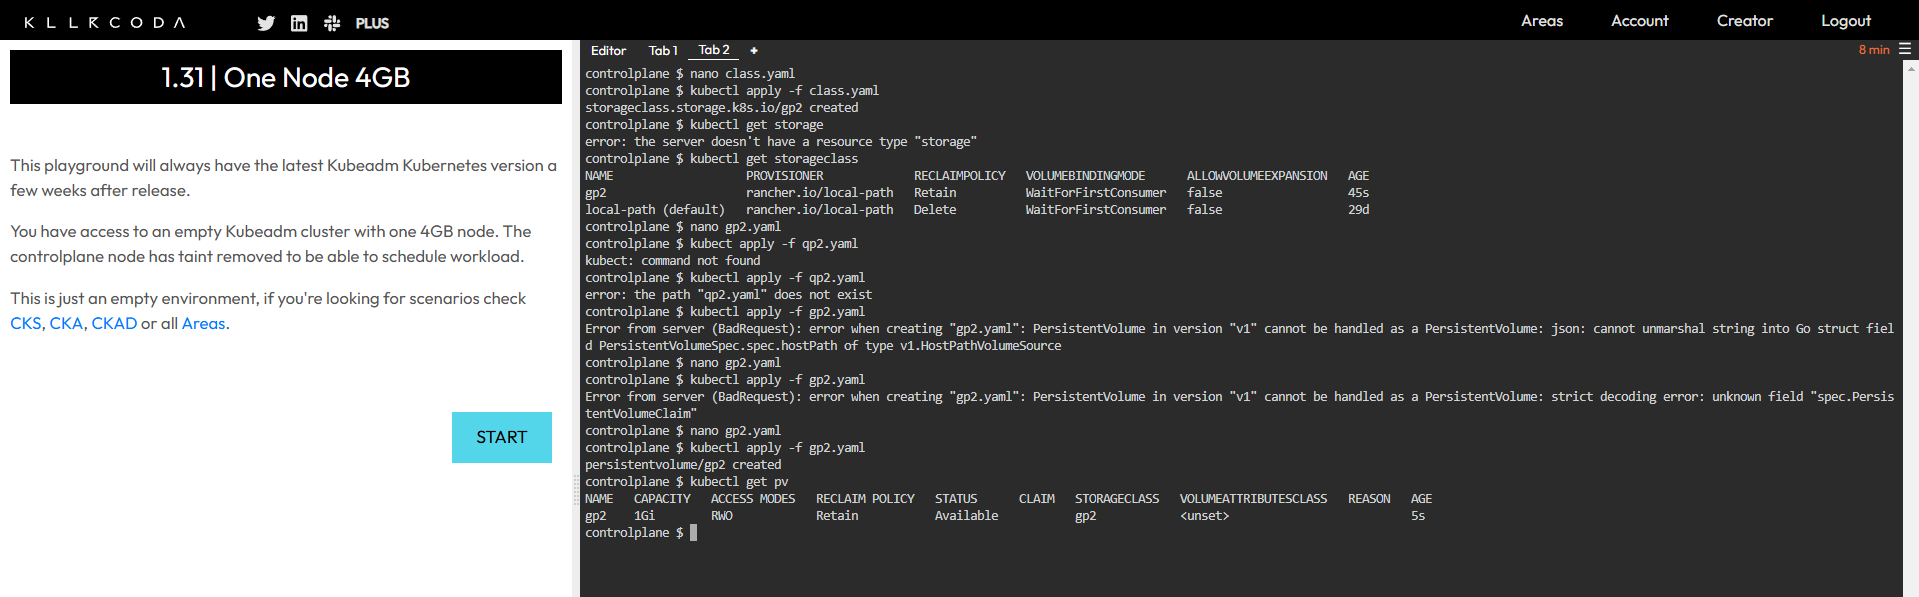 KLLRCODA PLUS Areas Account Creator Logout
1.31 | One Node 4GB
This playground will always have the latest Kubeadm Kubernetes version a
few weeks after release.
You have access to an empty Kubeadm cluster with one 4GB node. The
controlplane node has taint removed to be able to schedule workload.
This is just an empty environment, if you're looking for scenarios check
CKS, CKA, CKAD or all Areas.
START
Editor Tab 1 Tab 2 + 8 min
controlplane $ nano class.yaml
controlplane $ kubectl apply -f class.yaml
storageclass.storage.k8s.io/gp2 created
controlplane $ kubectl get storage
error: the server doesn't have a resource type "storage"
controlplane $ kubectl get storageclass
NAME PROVISIONER RECLAIMPOLICY VOLUMEBINDINGMODE ALLOWVOLUMEEXPANSION AGE
gp2 rancher.io/local-path Retain WaitForFirstConsumer false 45s
local-path (default) rancher.io/local-path Delete WaitForFirstConsumer false 29d
controlplane $ nano gp2.yaml
controlplane $ kubect apply -f qp2.yaml
kubect: command not found
controlplane $ kubectl apply -f qp2.yaml
error: the path "qp2.yaml" does not exist
controlplane $ kubectl apply -f gp2.yaml
Error from server (BadRequest): error when creating "gp2.yaml": PersistentVolume in version "v1" cannot be handled as a PersistentVolume: json: cannot unmarshal string into Go struct fiel
d PersistentVolumeSpec.spec.hostPath of type v1.HostPathVolumeSource
controlplane $ nano gp2.yaml
controlplane $ kubectl apply -f gp2.yaml
Error from server (BadRequest): error when creating "gp2.yaml": PersistentVolume in version "v1" cannot be handled as a PersistentVolume: strict decoding error: unknown field "spec.Persis
tentVolumeClaim"
controlplane $ nano gp2.yaml
controlplane $ kubectl apply -f gp2.yaml
persistentvolume/gp2 created
controlplane $ kubectl get pv
NAME CAPACITY ACCESS MODES RECLAIM POLICY STATUS CLAIM STORAGECLASS VOLUMEATTRIBUTESCLASS REASON AGE
gp2 1Gi RWO Retain Available gp2 <unset> 5s
controlplane $